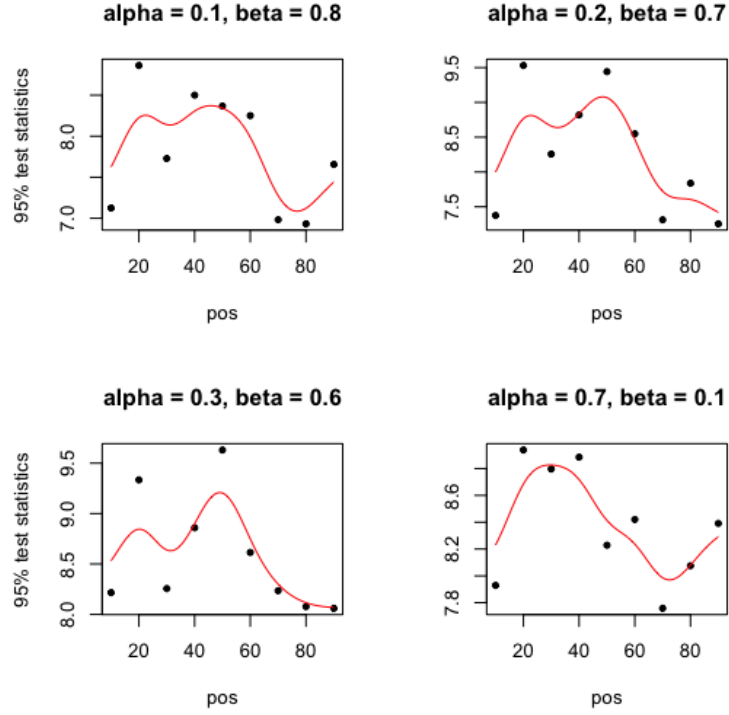 alpha = 0.1, beta = 0.8
95% test statistics
8.0
7.0
20 40 60 80
pos
alpha = 0.2, beta = 0.7
9.5
8.5
7.5
20 40 60 80
pos
alpha = 0.3, beta = 0.6
95% test statistics
9.5
9.0
8.5
8.0
20 40 60 80
pos
alpha = 0.7, beta = 0.1
8.6
8.2
7.8
20 40 60 80
pos